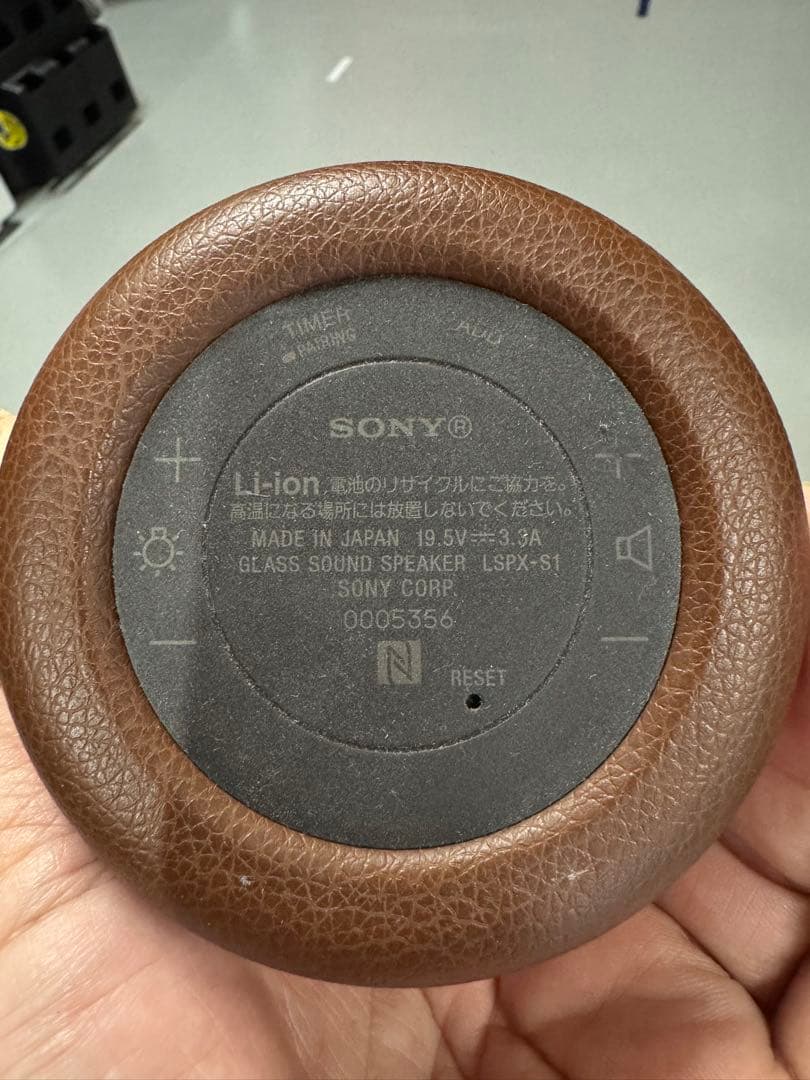 TIMER
PAIRING
ADD
SONY®
Li-ion 電池のリサイクルにご協力を。
高温になる場所には放置しないでください。
MADE IN JAPAN 19.5V⎓3.3A
GLASS SOUND SPEAKER LSPX-S1
SONY CORP.
0005356
N
RESET